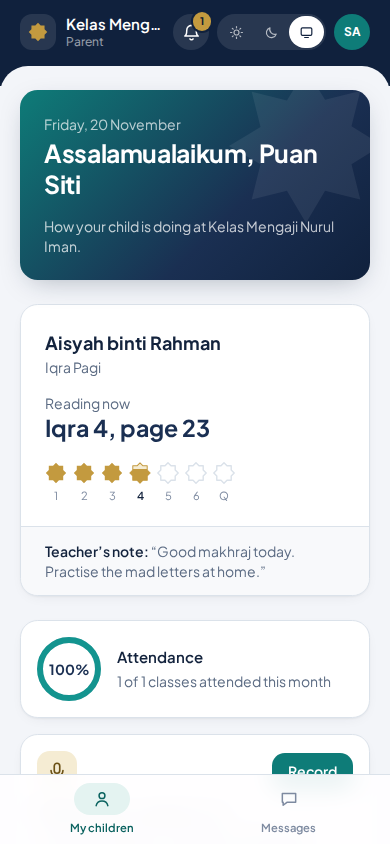 Kelas Meng...
Parent
1
SA
Friday, 20 November
Assalamualaikum, Puan
Siti
How your child is doing at Kelas Mengaji Nurul
Iman.
Aisyah binti Rahman
Iqra Pagi
Reading now
Iqra 4, page 23
1 2 3 4 5 6 Q
Teacher’s note: “Good makhraj today.
Practise the mad letters at home.”
100%
Attendance
1 of 1 classes attended this month
Record
My children
Messages